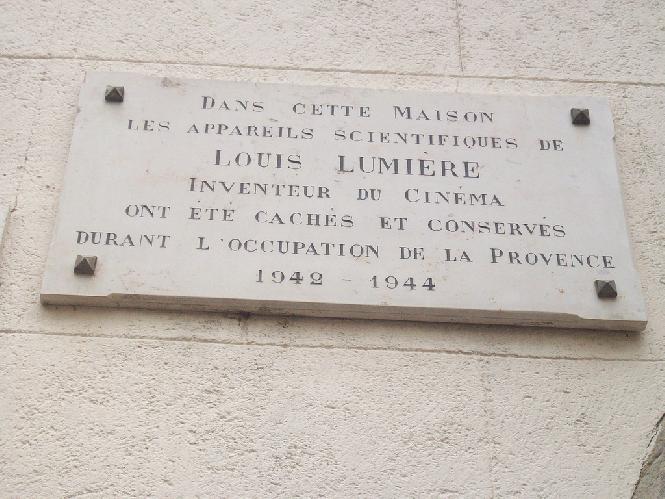 DANS CETTE MAISON
LES APPAREILS SCIENTIFIQUES DE
LOUIS LUMIÈRE
INVENTEUR DU CINÉMA
ONT ÉTÉ CACHÉS ET CONSERVÉS
DURANT L'OCCUPATION DE LA PROVENCE
1942 - 1944